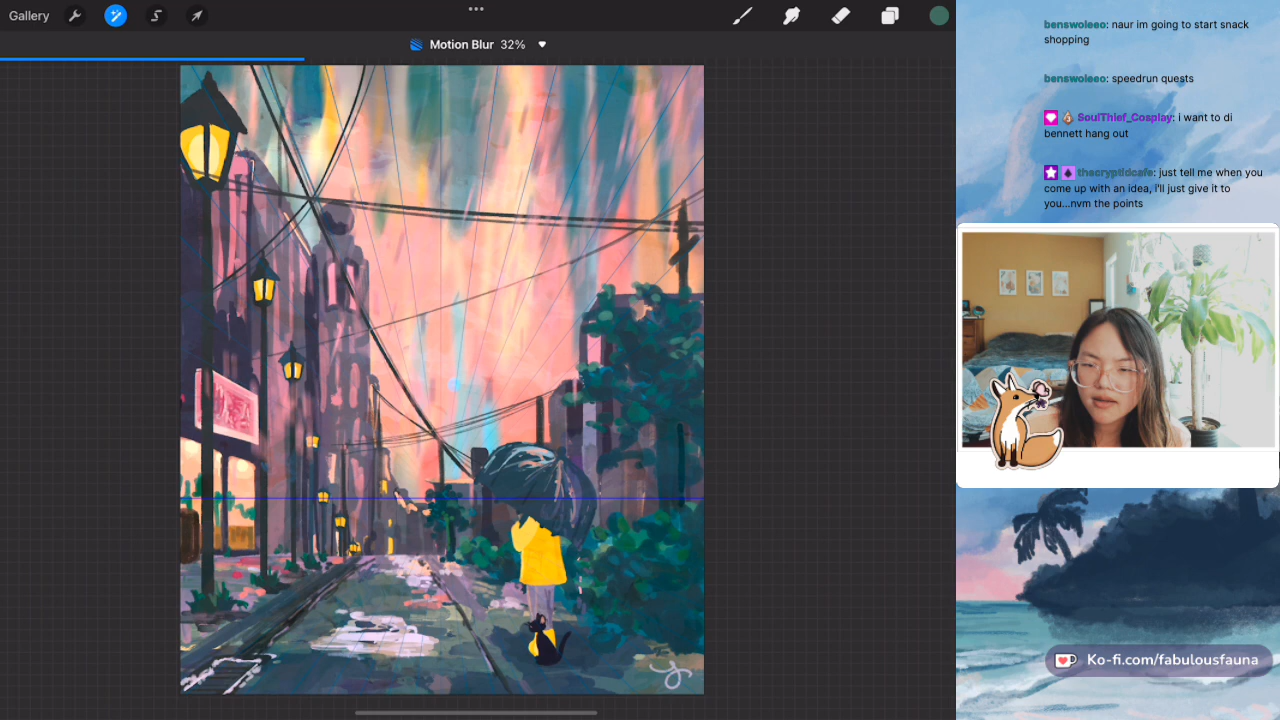 Gallery
Motion Blur 32%
benswoleeo: naur im going to start snack
shopping
benswoleeo: speedrun quests
SoulThief_Cosplay: i want to di
bennett hang out
thecryptidcafe: just tell me when you
come up with an idea, i'll just give it to
you...nvm the points
Ko-fi.com/fabulousfauna